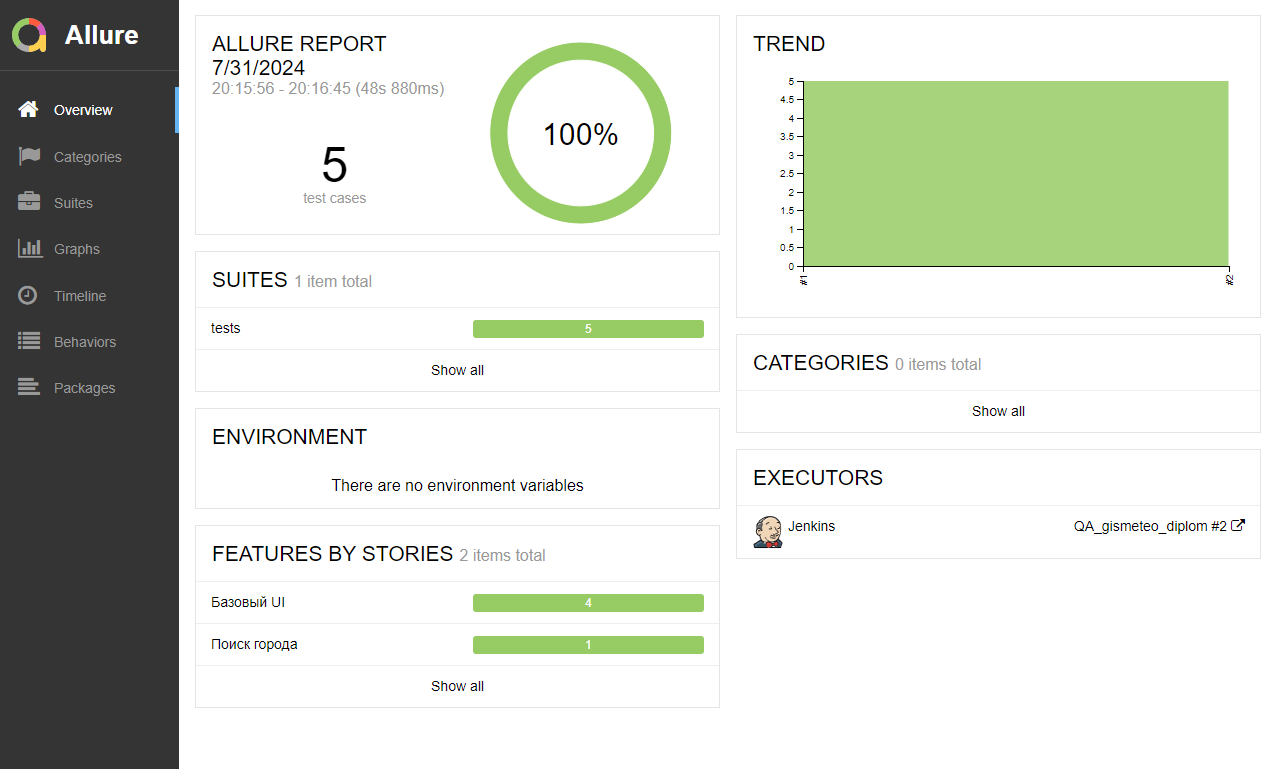 Allure
Overview
Categories
Suites
Graphs
Timeline
Behaviors
Packages
ALLURE REPORT
7/31/2024
20:15:56 - 20:16:45 (48s 880ms)
5
test cases
100%
SUITES 1 item total
tests 5
Show all
ENVIRONMENT
There are no environment variables
FEATURES BY STORIES 2 items total
Базовый UI 4
Поиск города 1
Show all
TREND
5
4.5
4
3.5
3
2.5
2
1.5
1
0.5
0
#1
#2
CATEGORIES 0 items total
Show all
EXECUTORS
Jenkins QA_gismeteo_diplom #2